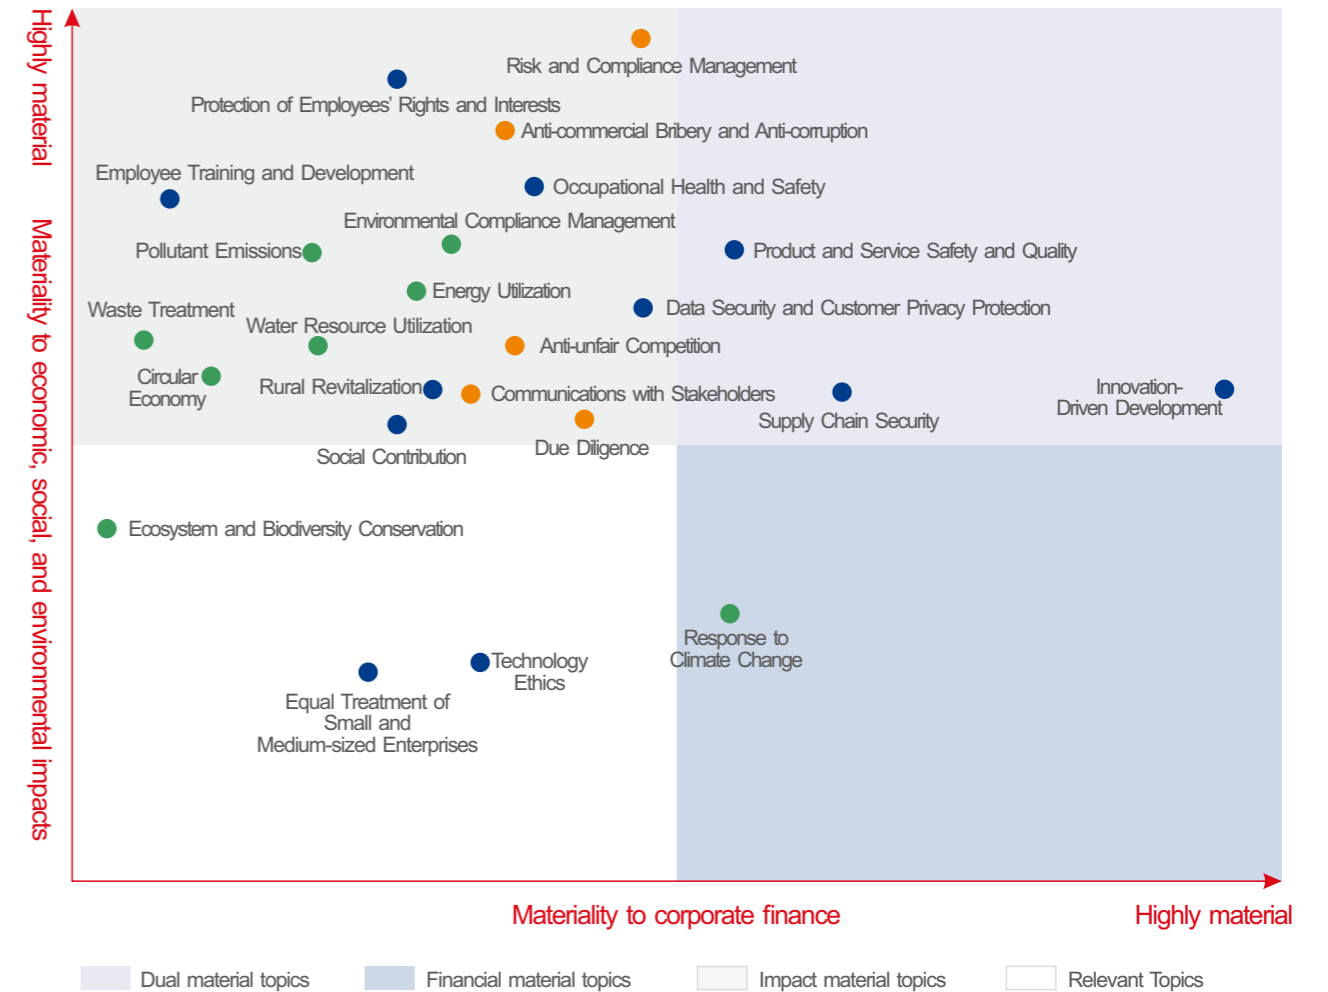 Highly material
Materiality to economic, social, and environmental impacts
Risk and Compliance Management
Protection of Employees’ Rights and Interests
Anti-commercial Bribery and Anti-corruption
Employee Training and Development
Occupational Health and Safety
Environmental Compliance Management
Pollutant Emissions
Product and Service Safety and Quality
Energy Utilization
Waste Treatment
Data Security and Customer Privacy Protection
Water Resource Utilization
Anti-unfair Competition
Circular
Economy
Rural Revitalization
Communications with Stakeholders
Innovation-
Driven Development
Supply Chain Security
Social Contribution
Due Diligence
Ecosystem and Biodiversity Conservation
Response to
Climate Change
Technology
Ethics
Equal Treatment of
Small and
Medium-sized Enterprises
Materiality to corporate finance
Highly material
Dual material topics
Financial material topics
Impact material topics
Relevant Topics